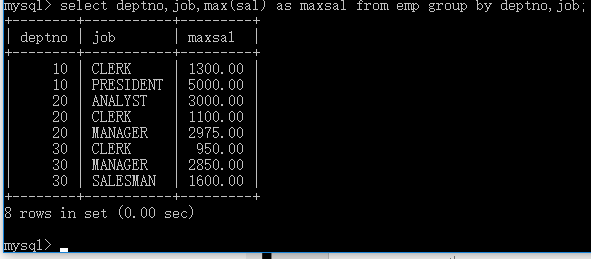 mysql> select deptno,job,max(sal) as maxsal from emp group by deptno,job;
+--------+-----------+---------+
| deptno | job       | maxsal  |
+--------+-----------+---------+
|     10 | CLERK     | 1300.00 |
|     10 | PRESIDENT | 5000.00 |
|     20 | ANALYST   | 3000.00 |
|     20 | CLERK     | 1100.00 |
|     20 | MANAGER   | 2975.00 |
|     30 | CLERK     |  950.00 |
|     30 | MANAGER   | 2850.00 |
|     30 | SALESMAN  | 1600.00 |
+--------+-----------+---------+
8 rows in set (0.00 sec)
mysql>